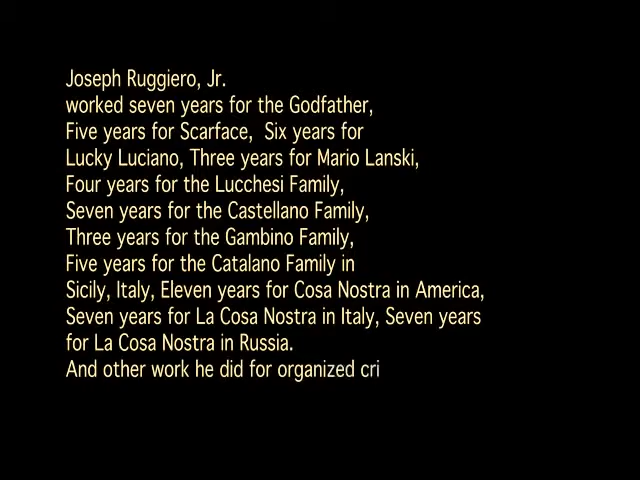 Joseph Ruggiero, Jr.
worked seven years for the Godfather,
Five years for Scarface,  Six years for
Lucky Luciano, Three years for Mario Lanski,
Four years for the Lucchesi Family,
Seven years for the Castellano Family,
Three years for the Gambino Family,
Five years for the Catalano Family in
Sicily, Italy, Eleven years for Cosa Nostra in America,
Seven years for La Cosa Nostra in Italy, Seven years
for La Cosa Nostra in Russia.
And other work he did for organized cri